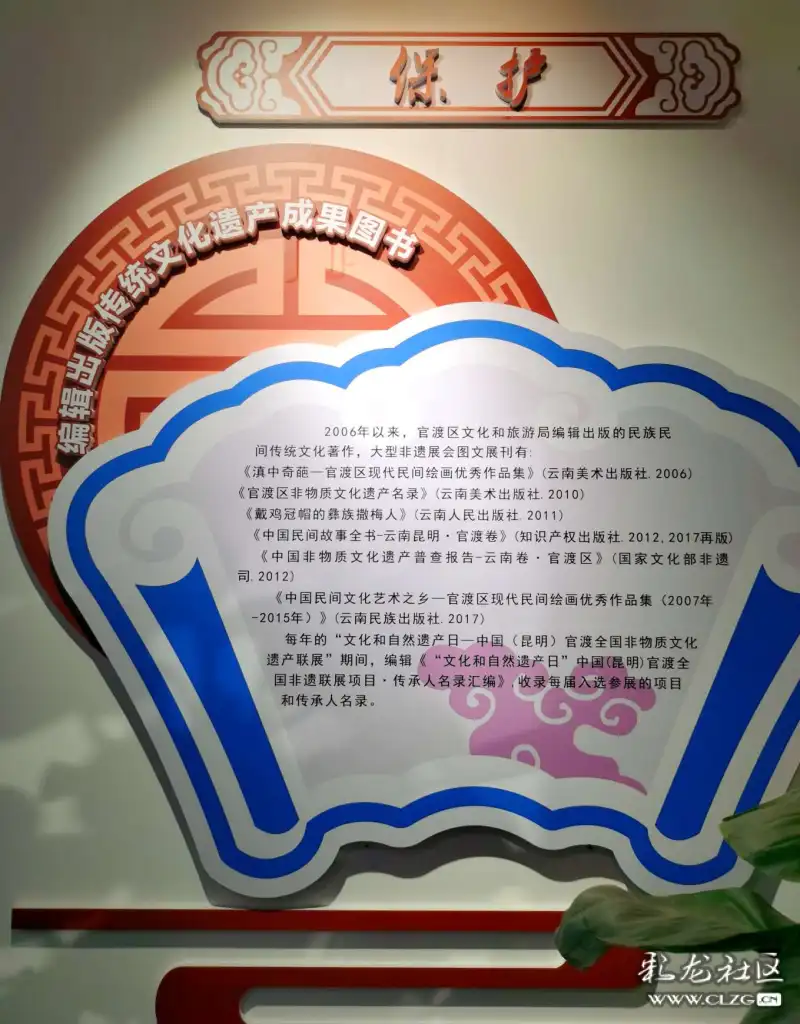 保护
编辑出版传统文化遗产成果图书
2006年以来，官渡区文化和旅游局编辑出版的民族民
间传统文化著作，大型非遗展会图文展刊有:
《滇中奇葩—官渡区现代民间绘画优秀作品集》(云南美术出版社.2006)
《官渡区非物质文化遗产名录》(云南美术出版社.2010)
《戴鸡冠帽的彝族撒梅人》(云南人民出版社.2011)
《中国民间故事全书-云南昆明·官渡卷》(知识产权出版社.2012,2017再版)
《中国非物质文化遗产普查报告-云南卷·官渡区》(国家文化部非遗
司.2012)
《中国民间文化艺术之乡—官渡区现代民间绘画优秀作品集（2007年
-2015年）》(云南民族出版社.2017)
每年的“文化和自然遗产日—中国（昆明）官渡全国非物质文化
遗产联展”期间，编辑《“文化和自然遗产日”中国(昆明)官渡全
国非遗联展项目·传承人名录汇编》,收录每届入选参展的项目
和传承人名录。
彩龙社区
WWW.CLZG.CN